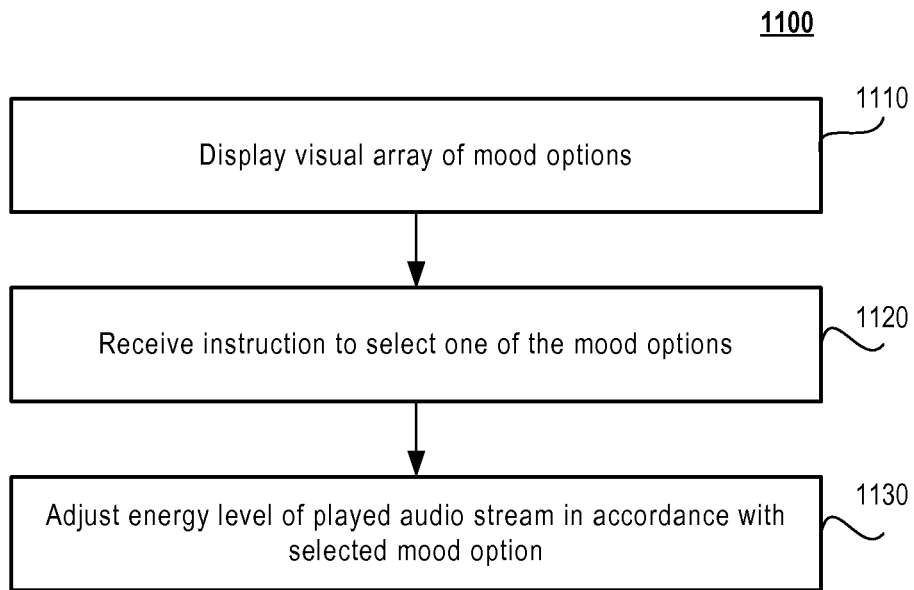 1100
1110
Display visual array of mood options
1120
Receive instruction to select one of the mood options
1130
Adjust energy level of played audio stream in accordance with
selected mood option